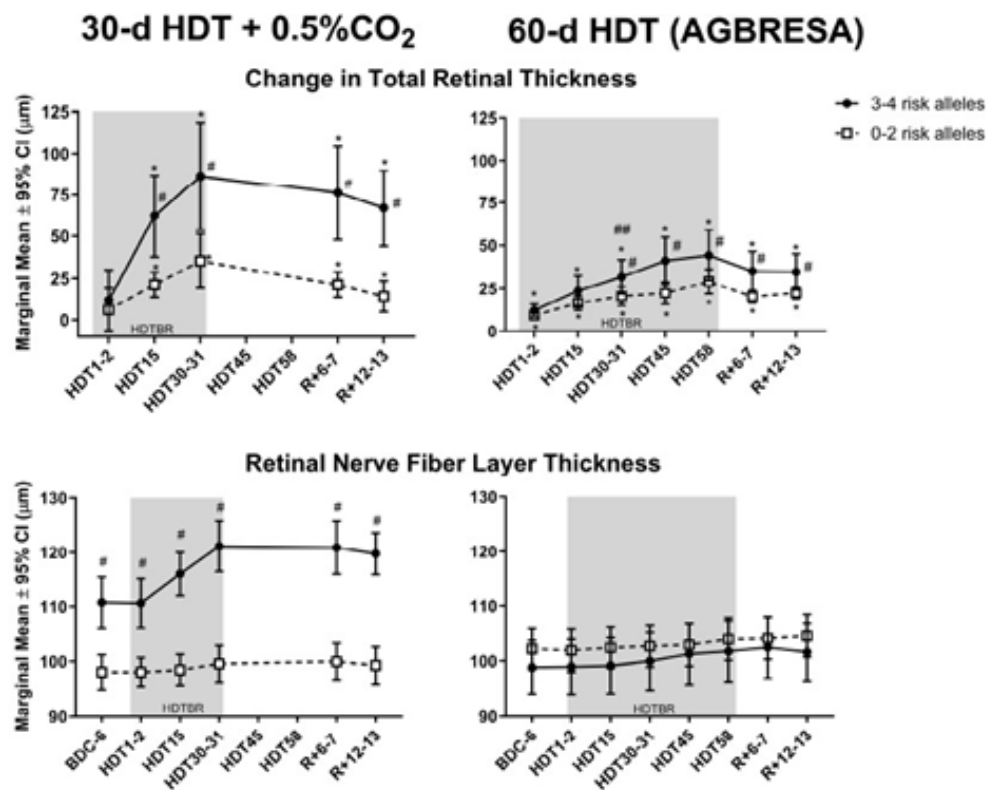 30-d HDT + 0.5%CO₂
60-d HDT (AGBRESA)
Change in Total Retinal Thickness
3-4 risk alleles
0-2 risk alleles
Marginal Mean ± 95% CI (µm)
125
100
75
50
25
0
*
*
#
*
#
*
#
*
#
*
*
*
*
HDTBR
HDT1-2
HDT15
HDT30-31
HDT45
HDT58
R+6-7
R+12-13
125
100
75
50
25
0
*
*
##
*
#
*
#
*
#
*
#
*
#
*
*
*
*
*
*
*
HDTBR
HDT1-2
HDT15
HDT30-31
HDT45
HDT58
R+6-7
R+12-13
Retinal Nerve Fiber Layer Thickness
Marginal Mean ± 95% CI (µm)
130
120
110
100
90
#
#
#
#
#
#
HDTBR
BDC-6
HDT1-2
HDT15
HDT30-31
HDT45
HDT58
R+6-7
R+12-13
130
120
110
100
90
HDTBR
BDC-6
HDT1-2
HDT15
HDT30-31
HDT45
HDT58
R+6-7
R+12-13